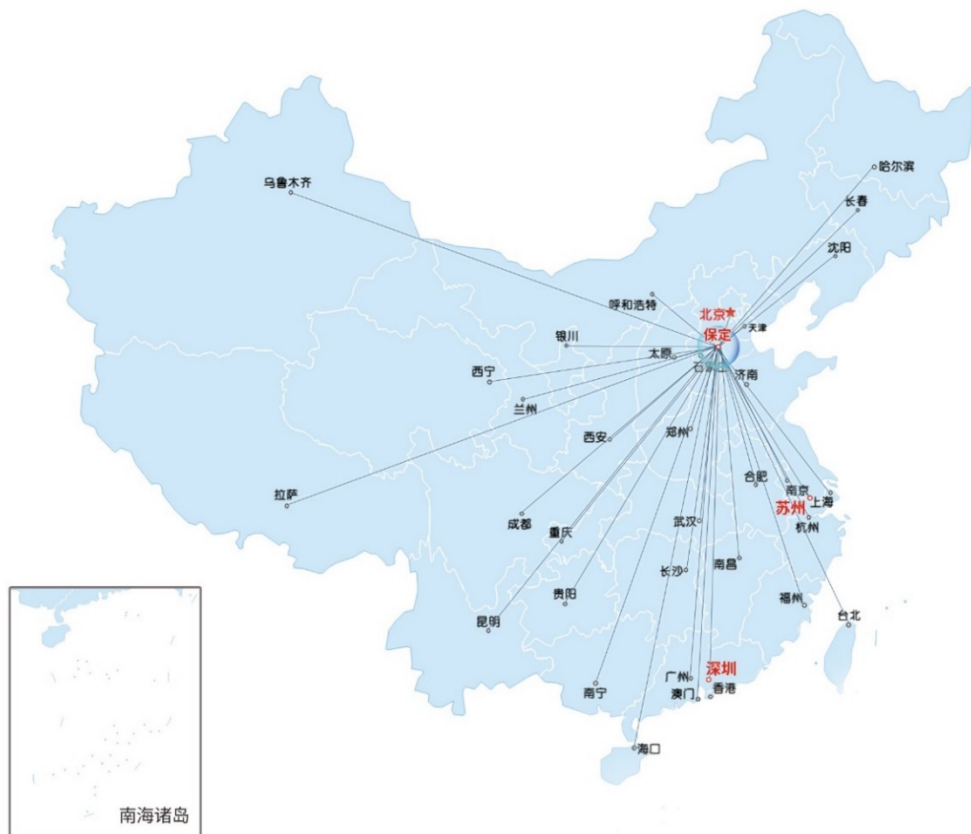 哈尔滨
乌鲁木齐
长春
沈阳
呼和浩特
北京
天津
保定
银川
太原
济南
西宁
兰州
郑州
西安
合肥
南京
拉萨
上海
苏州
成都
武汉
杭州
重庆
南昌
长沙
贵阳
福州
台北
昆明
深圳
广州
南宁
澳门
香港
海口
南海诸岛